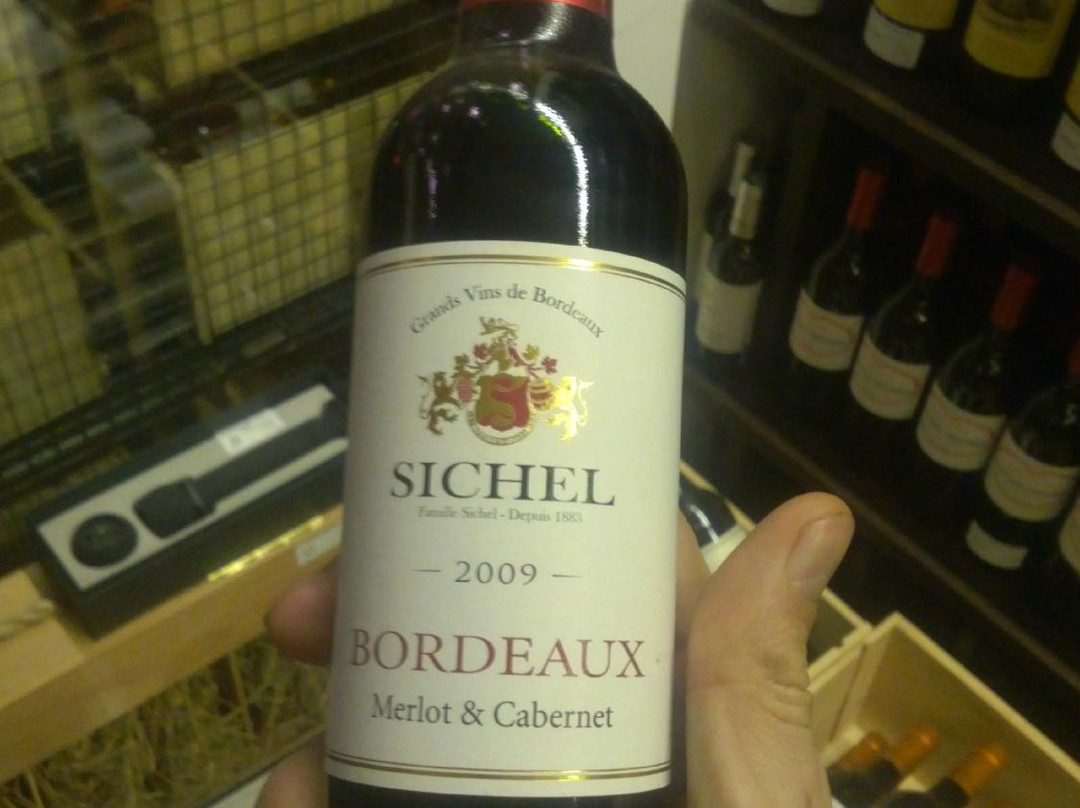 Grands Vins de Bordeaux
SICHEL
Famille Sichel - Depuis 1883
2009
BORDEAUX
Merlot & Cabernet